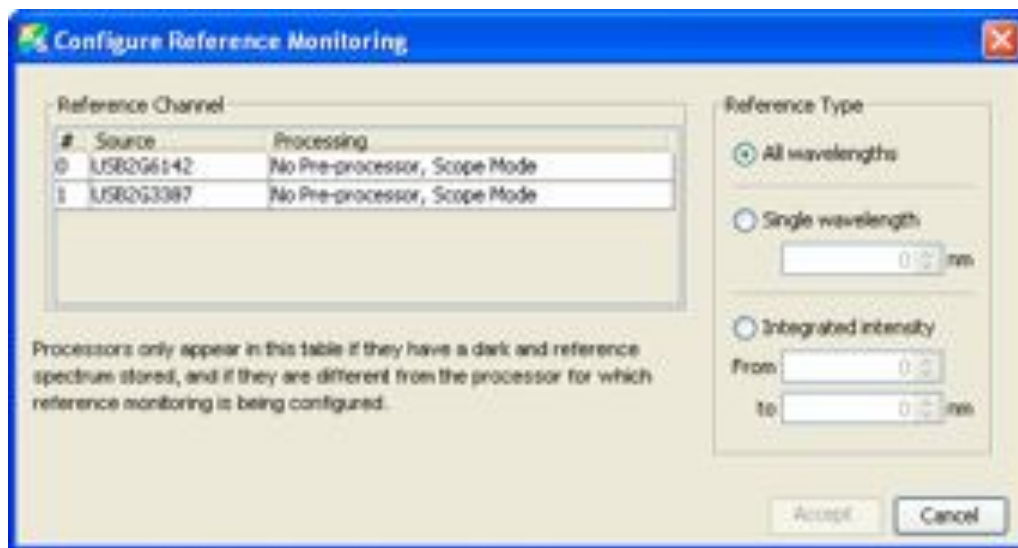 Configure Reference Monitoring
Reference Channel
# Source Processing
0 USB2G6142 No Pre-processor, Scope Mode
1 USB2G3387 No Pre-processor, Scope Mode
Processors only appear in this table if they have a dark and reference
spectrum stored, and if they are different from the processor for which
reference monitoring is being configured.
Reference Type
All wavelengths
Single wavelength
0 nm
Integrated intensity
From 0
to 0 nm
Accept Cancel